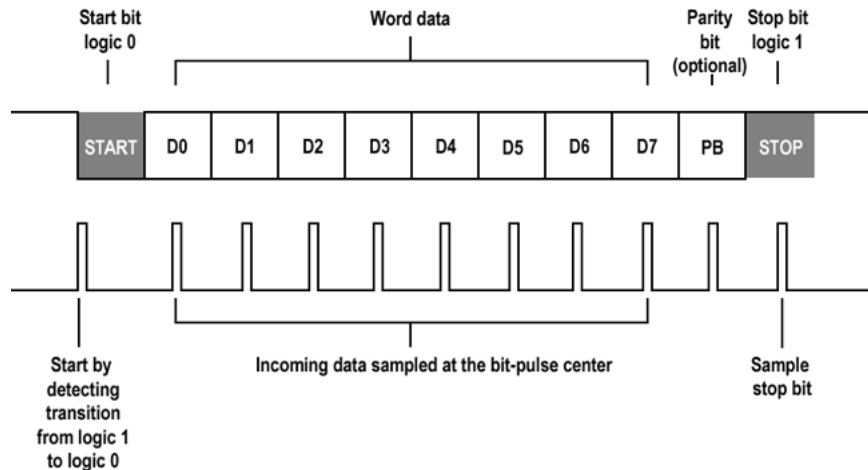 Start bit
logic 0
Word data
Parity
bit
(optional)
Stop bit
logic 1
START D0 D1 D2 D3 D4 D5 D6 D7 PB STOP
Start by
detecting
transition
from logic 1
to logic 0
Incoming data sampled at the bit-pulse center
Sample
stop bit